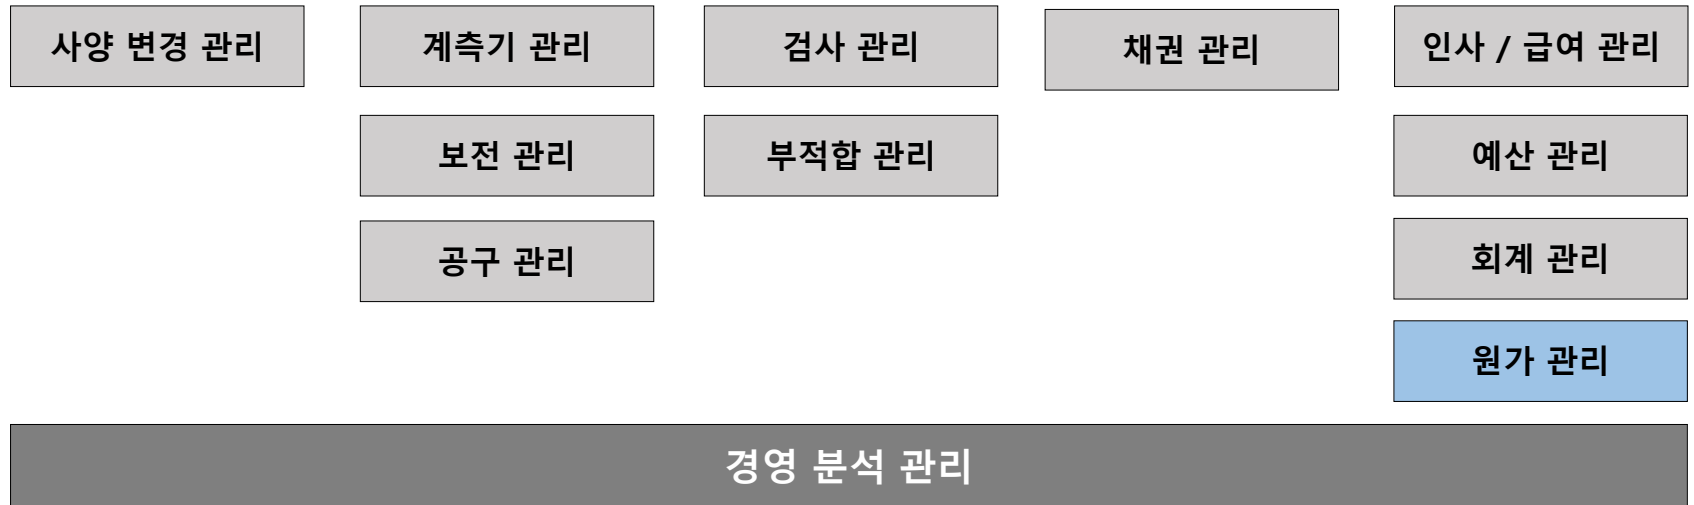 사양 변경 관리
계측기 관리
검사 관리
채권 관리
인사 / 급여 관리
보전 관리
부적합 관리
예산 관리
공구 관리
회계 관리
원가 관리
경영 분석 관리